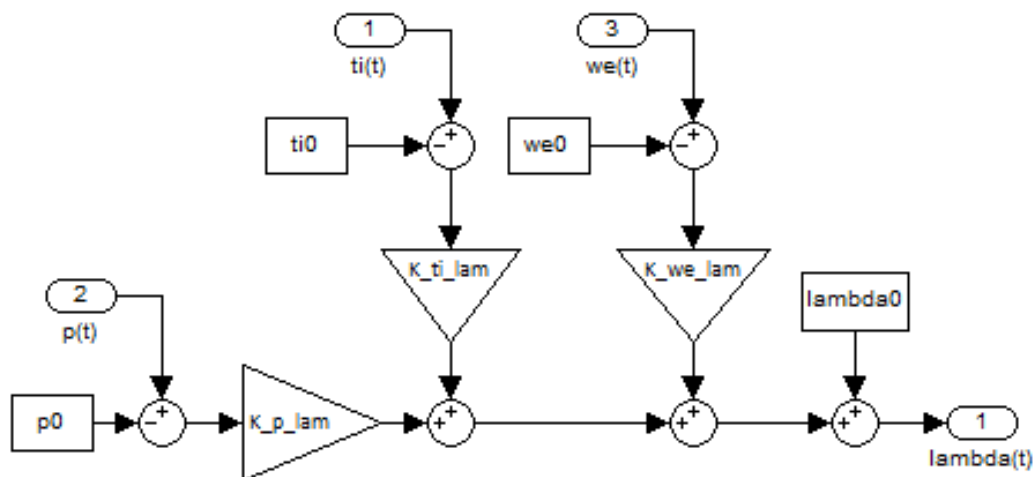 1
ti(t)
3
we(t)
ti0
we0
− +
− +
K_ti_lam
K_we_lam
2
p(t)
lambda0
p0
− +
K_p_lam
+ +
+ +
+ +
1
lambda(t)